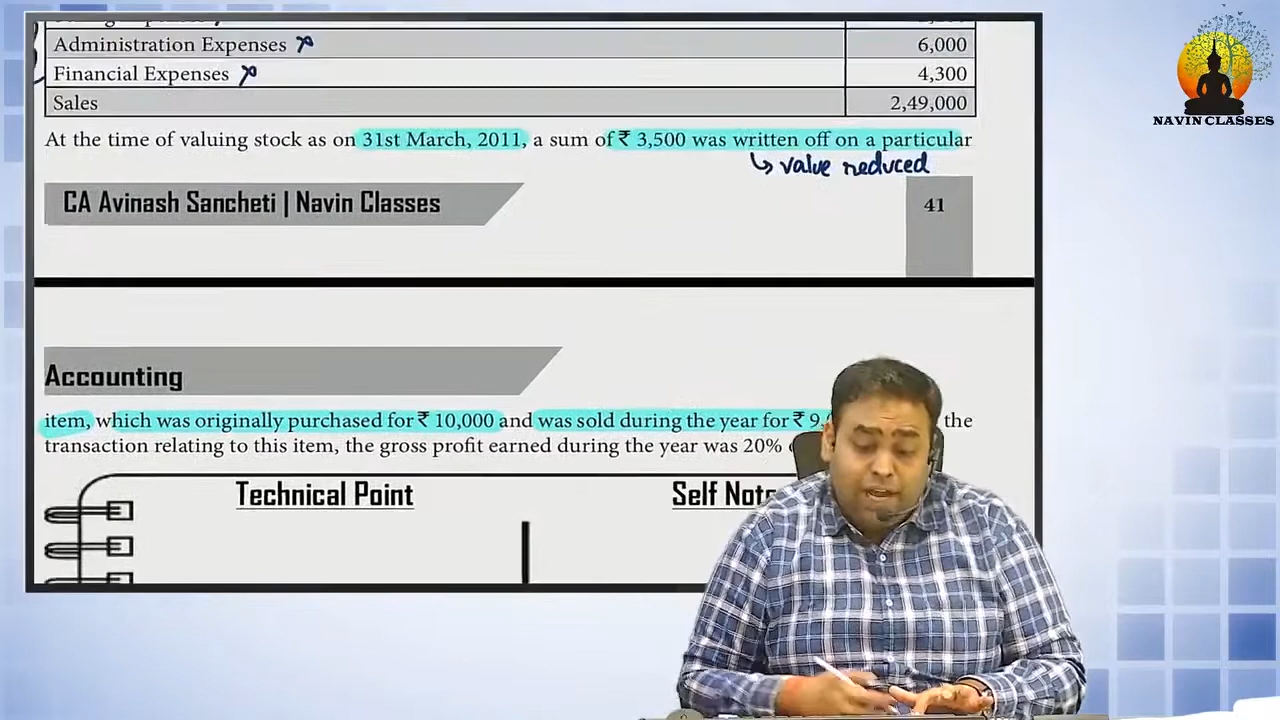 Administration Expenses 6,000
Financial Expenses 4,300
Sales 2,49,000
At the time of valuing stock as on 31st March, 2011, a sum of ₹ 3,500 was written off on a particular
↳ value reduced
CA Avinash Sancheti | Navin Classes
41
Accounting
item, which was originally purchased for ₹ 10,000 and was sold during the year for ₹ the
transaction relating to this item, the gross profit earned during the year was 20%
Technical Point
Self
NAVIN CLASSES